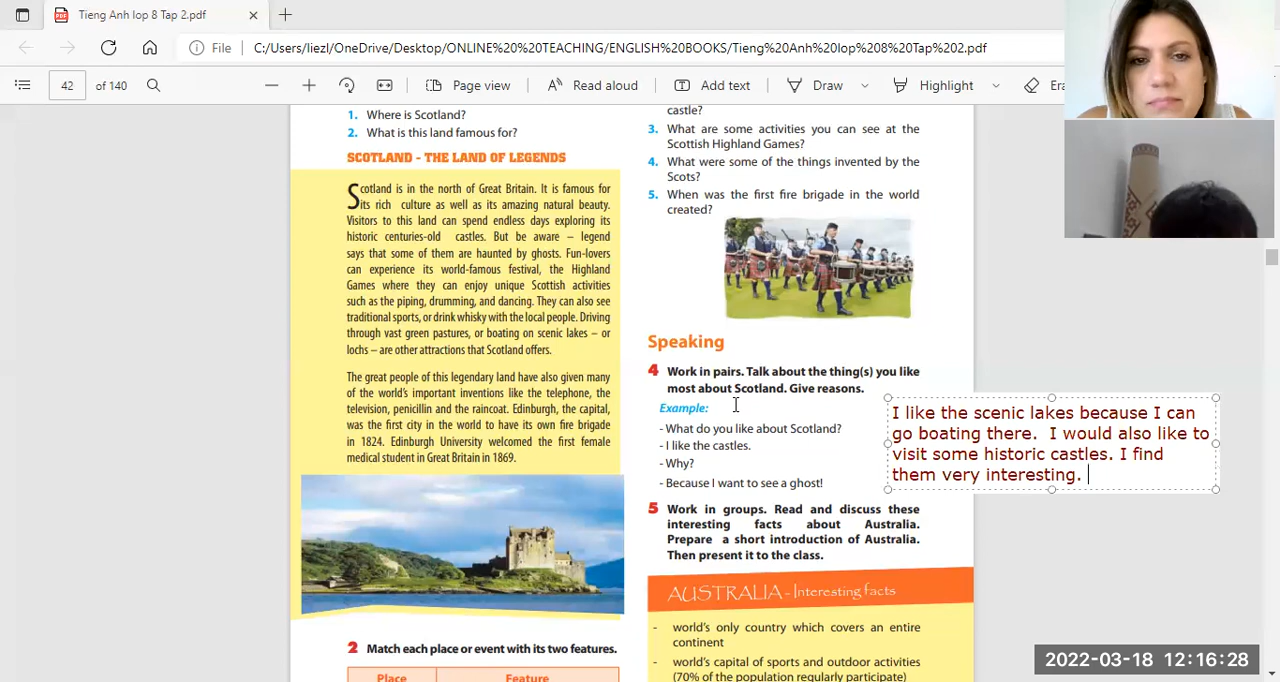 Tieng Anh lop 8 Tap 2.pdf
File
C:/Users/liezl/OneDrive/Desktop/ONLINE%20%20TEACHING/ENGLISH%20BOOKS/Tieng%20Anh%20lop%208%20Tap%202.pdf
42 of 140
Page view
Read aloud
Add text
Draw
Highlight
1. Where is Scotland?
2. What is this land famous for?
SCOTLAND - THE LAND OF LEGENDS
Scotland is in the north of Great Britain. It is famous for
its rich culture as well as its amazing natural beauty.
Visitors to this land can spend endless days exploring its
historic centuries-old castles. But be aware – legend
says that some of them are haunted by ghosts. Fun-lovers
can experience its world-famous festival, the Highland
Games where they can enjoy unique Scottish activities
such as the piping, drumming, and dancing. They can also see
traditional sports, or drink whisky with the local people. Driving
through vast green pastures, or boating on scenic lakes – or
lochs – are other attractions that Scotland offers.
The great people of this legendary land have also given many
of the world's important inventions like the telephone, the
television, penicillin and the raincoat. Edinburgh, the capital,
was the first city in the world to have its own fire brigade
in 1824. Edinburgh University welcomed the first female
medical student in Great Britain in 1869.
2 Match each place or event with its two features.
Place Feature
castle?
3. What are some activities you can see at the
Scottish Highland Games?
4. What were some of the things invented by the
Scots?
5. When was the first fire brigade in the world
created?
Speaking
4 Work in pairs. Talk about the thing(s) you like
most about Scotland. Give reasons.
Example:
- What do you like about Scotland?
- I like the castles.
- Why?
- Because I want to see a ghost!
5 Work in groups. Read and discuss these
interesting facts about Australia.
Prepare a short introduction of Australia.
Then present it to the class.
AUSTRALIA - Interesting facts
- world's only country which covers an entire
continent
- world's capital of sports and outdoor activities
(70% of the population regularly participate)
I like the scenic lakes because I can
go boating there. I would also like to
visit some historic castles. I find
them very interesting.
2022-03-18 12:16:28